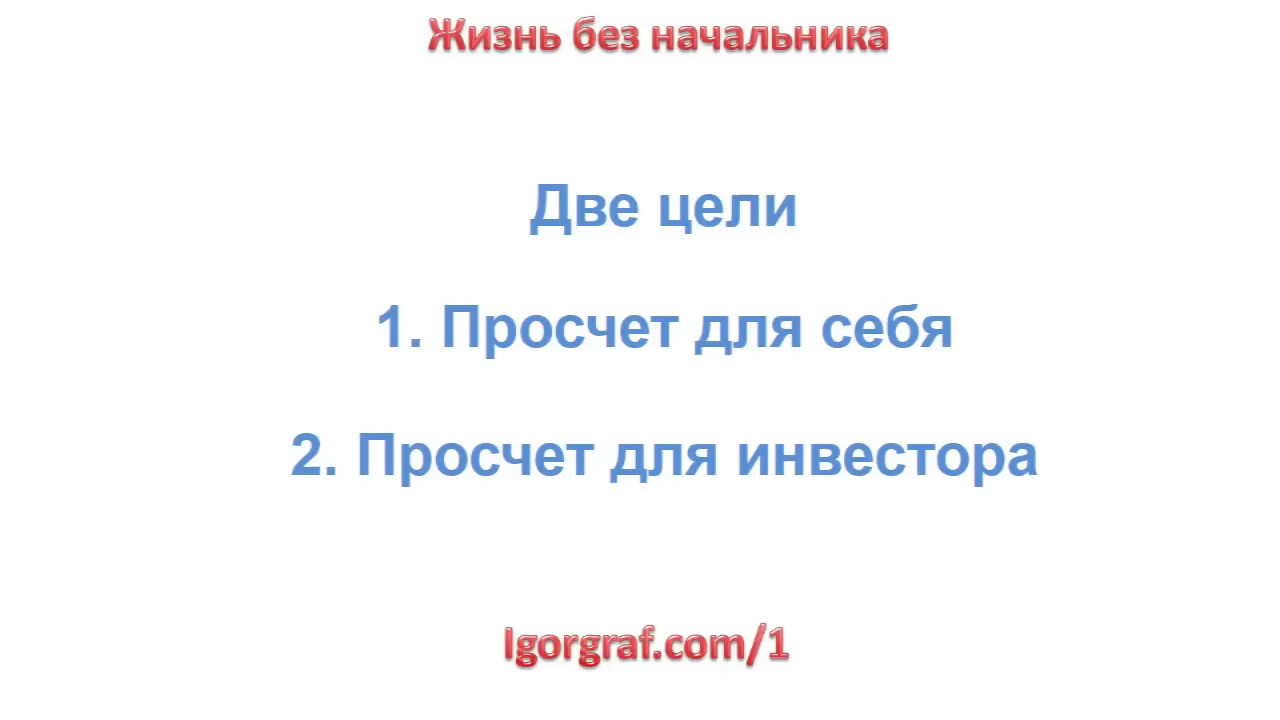 Жизнь без начальника
Две цели
1. Просчет для себя
2. Просчет для инвестора
Igorgraf.com/1